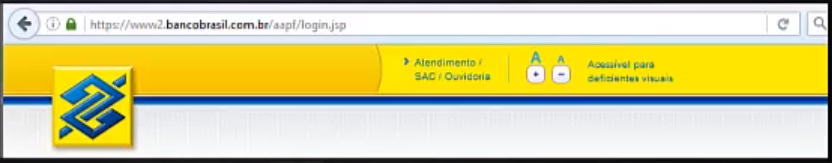 https://www2.bancobrasil.com.br/aapf/login.jsp
Atendimento /
SAC / Ouvidoria
A A
+ -
Acessível para
deficientes visuais